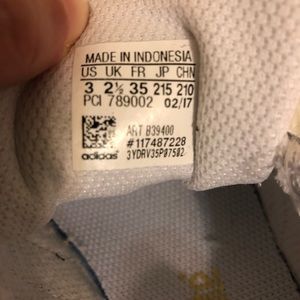 MADE IN INDONESIA
US UK FR JP CHN
3 2½ 35 215 210
PCI 789002 02/17
ART B39400
#117487228
adidas 3YDRV35P07502